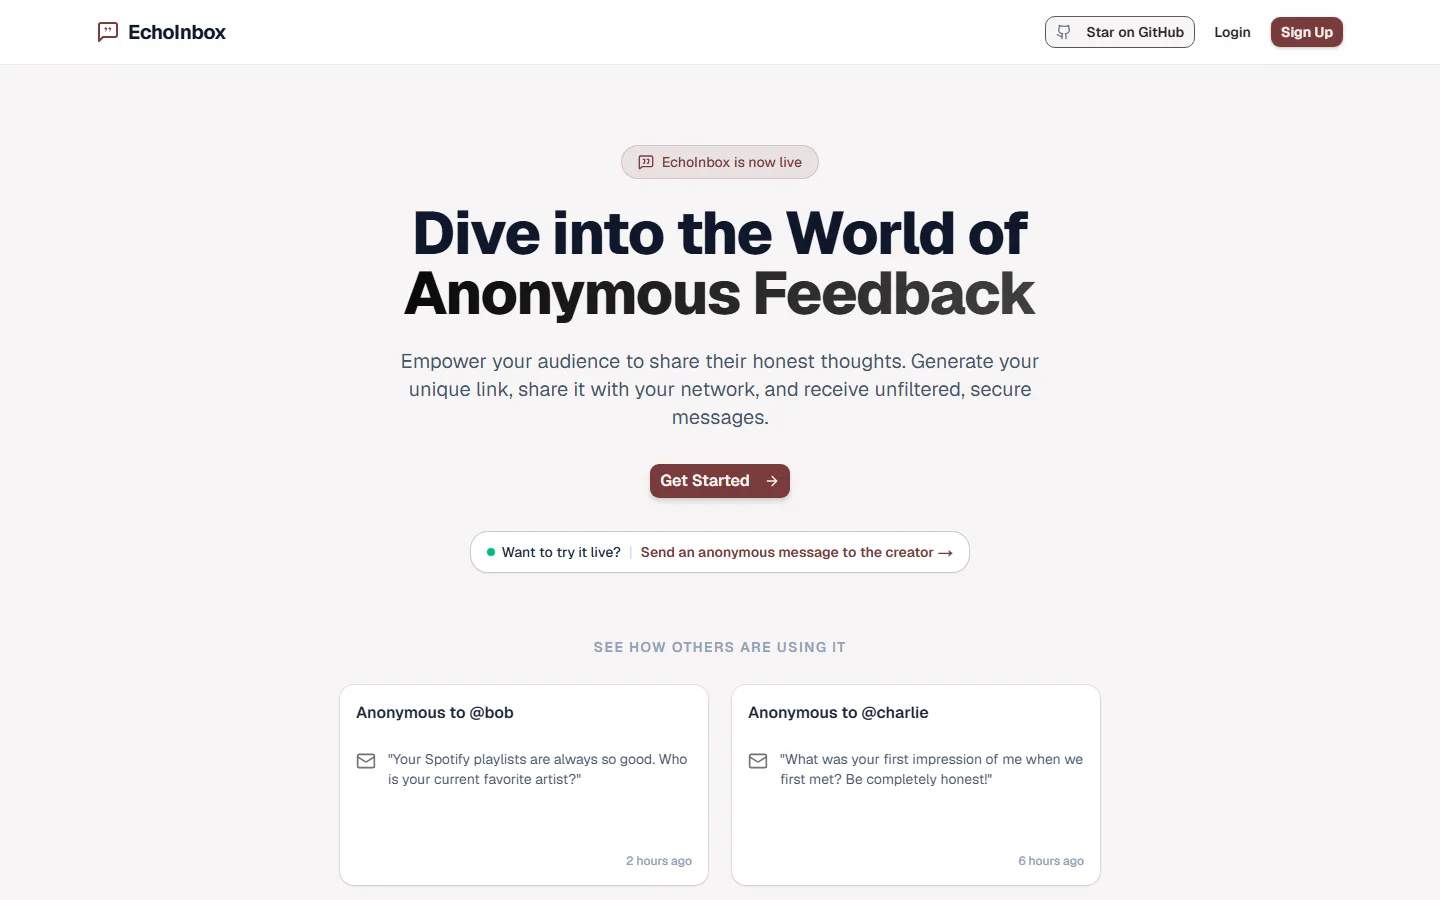 EchoInbox
Star on GitHub
Login
Sign Up
EchoInbox is now live
Dive into the World of
Anonymous Feedback
Empower your audience to share their honest thoughts. Generate your
unique link, share it with your network, and receive unfiltered, secure
messages.
Get Started →
Want to try it live? | Send an anonymous message to the creator →
SEE HOW OTHERS ARE USING IT
Anonymous to @bob
"Your Spotify playlists are always so good. Who
is your current favorite artist?"
2 hours ago
Anonymous to @charlie
"What was your first impression of me when we
first met? Be completely honest!"
6 hours ago